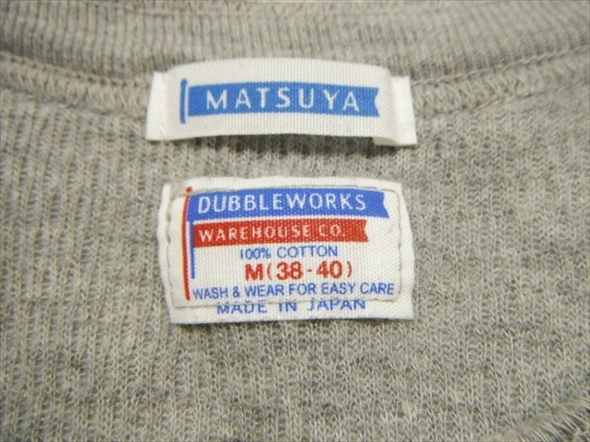 MATSUYA
DUBBLEWORKS
WAREHOUSE CO.
100% COTTON
M(38-40)
WASH & WEAR FOR EASY CARE
MADE IN JAPAN